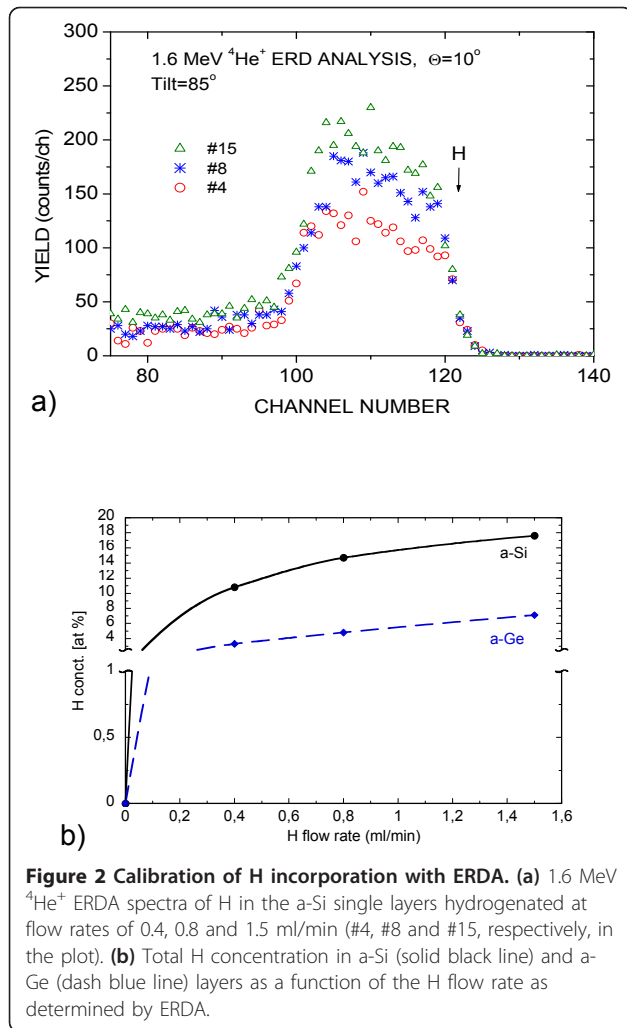 300
1.6 MeV ⁴He⁺ ERD ANALYSIS, Θ=10°
Tilt=85°
250
#15
#8
#4
H
200
150
100
50
0
YIELD (counts/ch)
80
100
120
140
CHANNEL NUMBER
a)
20
18
16
14
12
10
8
6
4
1
0,5
0
H conct. [at %]
a-Si
a-Ge
0
0,2
0,4
0,6
0,8
1
1,2
1,4
1,6
H flow rate (ml/min)
b)
Figure 2 Calibration of H incorporation with ERDA. (a) 1.6 MeV
⁴He⁺ ERDA spectra of H in the a-Si single layers hydrogenated at
flow rates of 0.4, 0.8 and 1.5 ml/min (#4, #8 and #15, respectively, in
the plot). (b) Total H concentration in a-Si (solid black line) and a-
Ge (dash blue line) layers as a function of the H flow rate as
determined by ERDA.